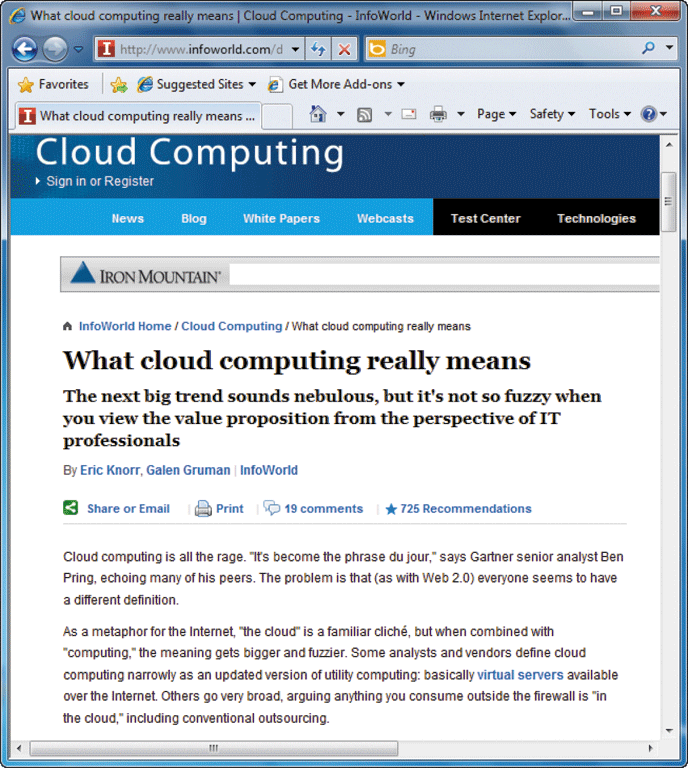 What cloud computing really means | Cloud Computing - InfoWorld - Windows Internet Explor...
http://www.infoworld.com/d
Bing
Favorites Suggested Sites Get More Add-ons
What cloud computing really means ... Page Safety Tools
Cloud Computing
Sign in or Register
News Blog White Papers Webcasts Test Center Technologies
IRON MOUNTAIN®
InfoWorld Home / Cloud Computing / What cloud computing really means
What cloud computing really means
The next big trend sounds nebulous, but it's not so fuzzy when
you view the value proposition from the perspective of IT
professionals
By Eric Knorr, Galen Gruman | InfoWorld
Share or Email | Print | 19 comments | 725 Recommendations
Cloud computing is all the rage. "It's become the phrase du jour," says Gartner senior analyst Ben
Pring, echoing many of his peers. The problem is that (as with Web 2.0) everyone seems to have
a different definition.
As a metaphor for the Internet, "the cloud" is a familiar cliché, but when combined with
"computing," the meaning gets bigger and fuzzier. Some analysts and vendors define cloud
computing narrowly as an updated version of utility computing: basically virtual servers available
over the Internet. Others go very broad, arguing anything you consume outside the firewall is "in
the cloud," including conventional outsourcing.